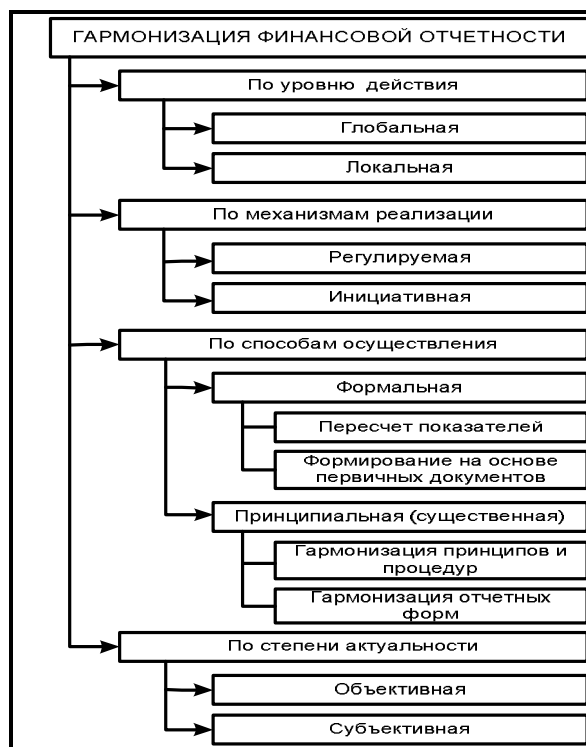 ГАРМОНИЗАЦИЯ ФИНАНСОВОЙ ОТЧЕТНОСТИ
По уровню действия
Глобальная
Локальная
По механизмам реализации
Регулируемая
Инициативная
По способам осуществления
Формальная
Пересчет показателей
Формирование на основе
первичных документов
Принципиальная (существенная)
Гармонизация принципов и
процедур
Гармонизация отчетных
форм
По степени актуальности
Объективная
Субъективная